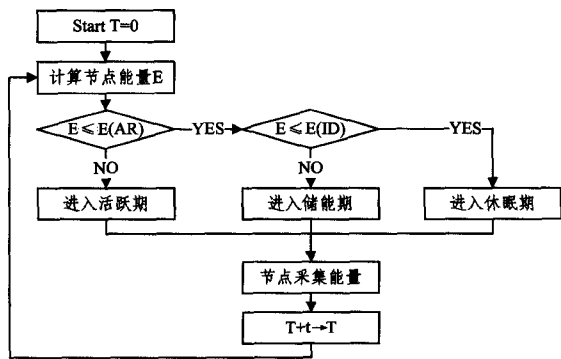 Start T=0
计算节点能量E
E≤E(AR)
YES
E≤E(ID)
YES
NO
NO
进入活跃期
进入储能期
进入休眠期
节点采集能量
T+t→T